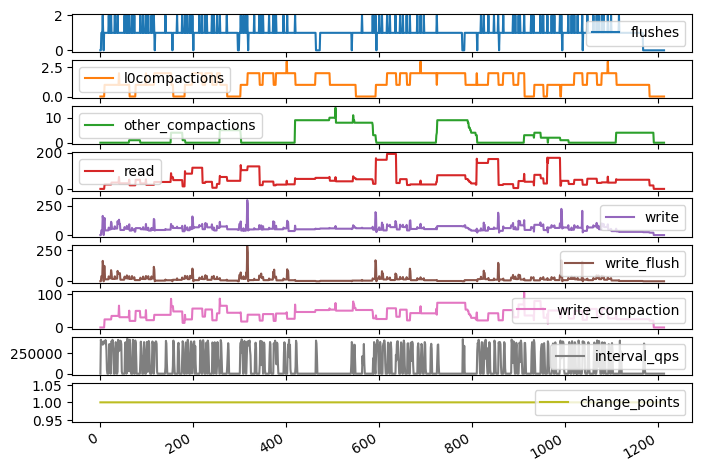 2
0
flushes
2.5
0.0
l0compactions
10
0
other_compactions
200
0
read
250
0
write
250
0
write_flush
100
0
write_compaction
250000
0
interval_qps
1.05
1.00
0.95
change_points
0 200 400 600 800 1000 1200